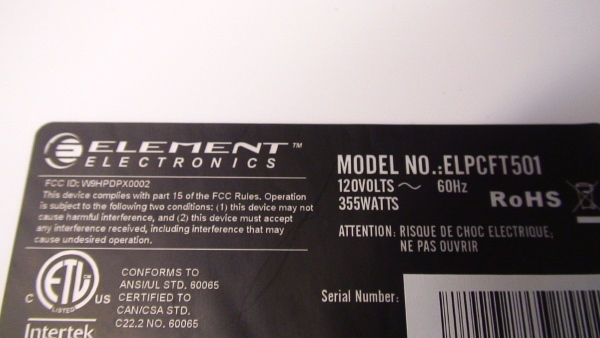 ELEMENT™
ELECTRONICS
FCC ID: W9HPDPX0002
This device complies with part 15 of the FCC Rules. Operation
is subject to the following two conditions: (1) this device may not
cause harmful interference, and (2) this device must accept
any interference received, including interference that may
cause undesired operation.
C ETL US
LISTED
Intertek
CONFORMS TO
ANSI/UL STD. 60065
CERTIFIED TO
CAN/CSA STD.
C22.2 NO. 60065
MODEL NO.:ELPCFT501
120VOLTS ~ 60Hz
355WATTS
RoHS
ATTENTION: RISQUE DE CHOC ELECTRIQUE,
NE PAS OUVRIR
Serial Number: